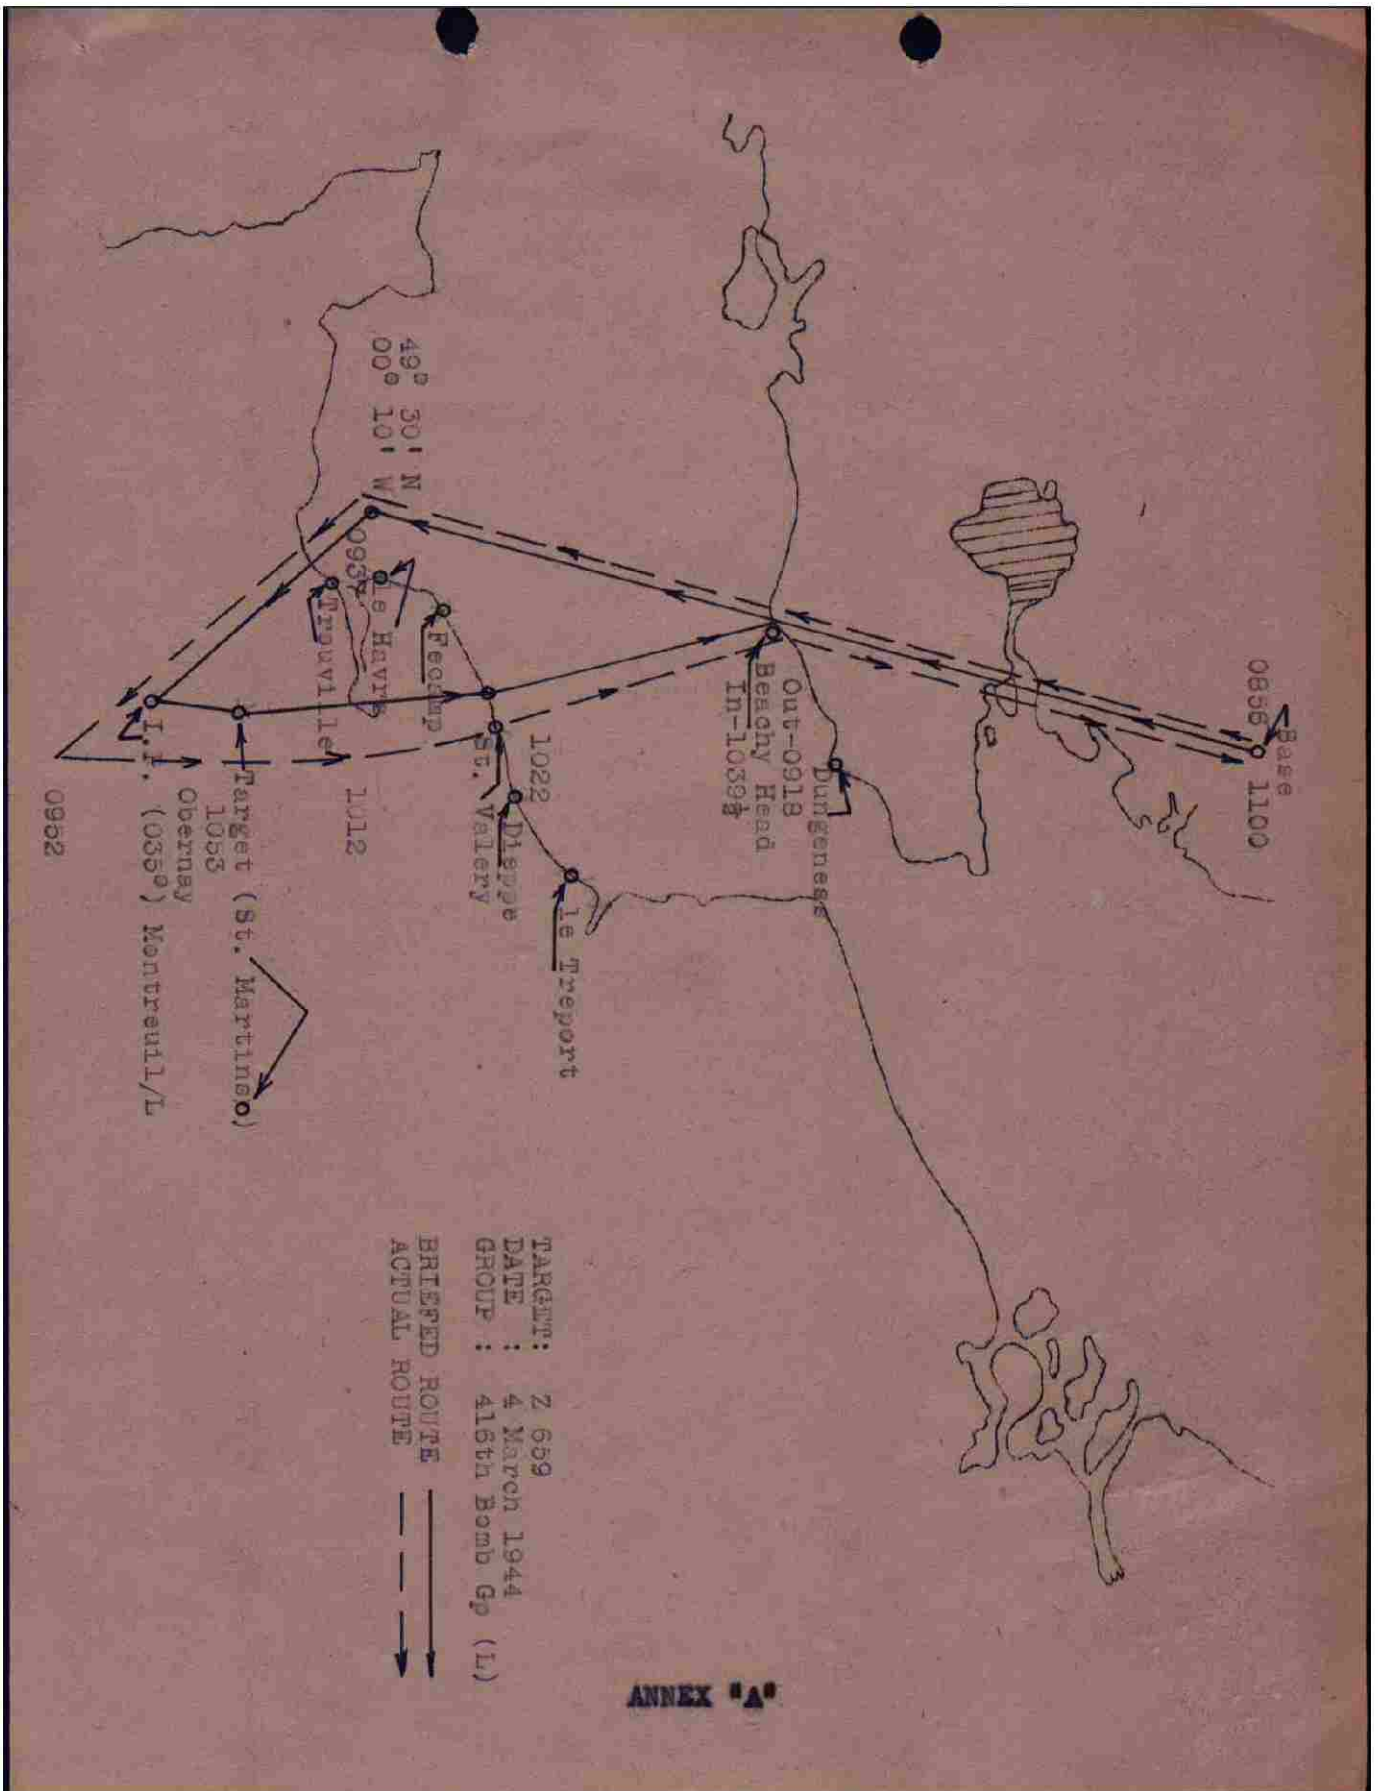 Base
0858 1100
Dungeness
Out-0918
Beachy Head
In-1039½
49° 30' N
00° 10' W
0937
le Havre
Trouville
Fecamp
St. Valery
1022
Dieppe
le Treport
1012
0952
Target (St. Martins)
1053
Obernay
I.P. (035°) Montreuil/L
TARGET: Z 659
DATE : 4 March 1944
GROUP : 416th Bomb Gp (L)
BRIEFED ROUTE
ACTUAL ROUTE
ANNEX "A"